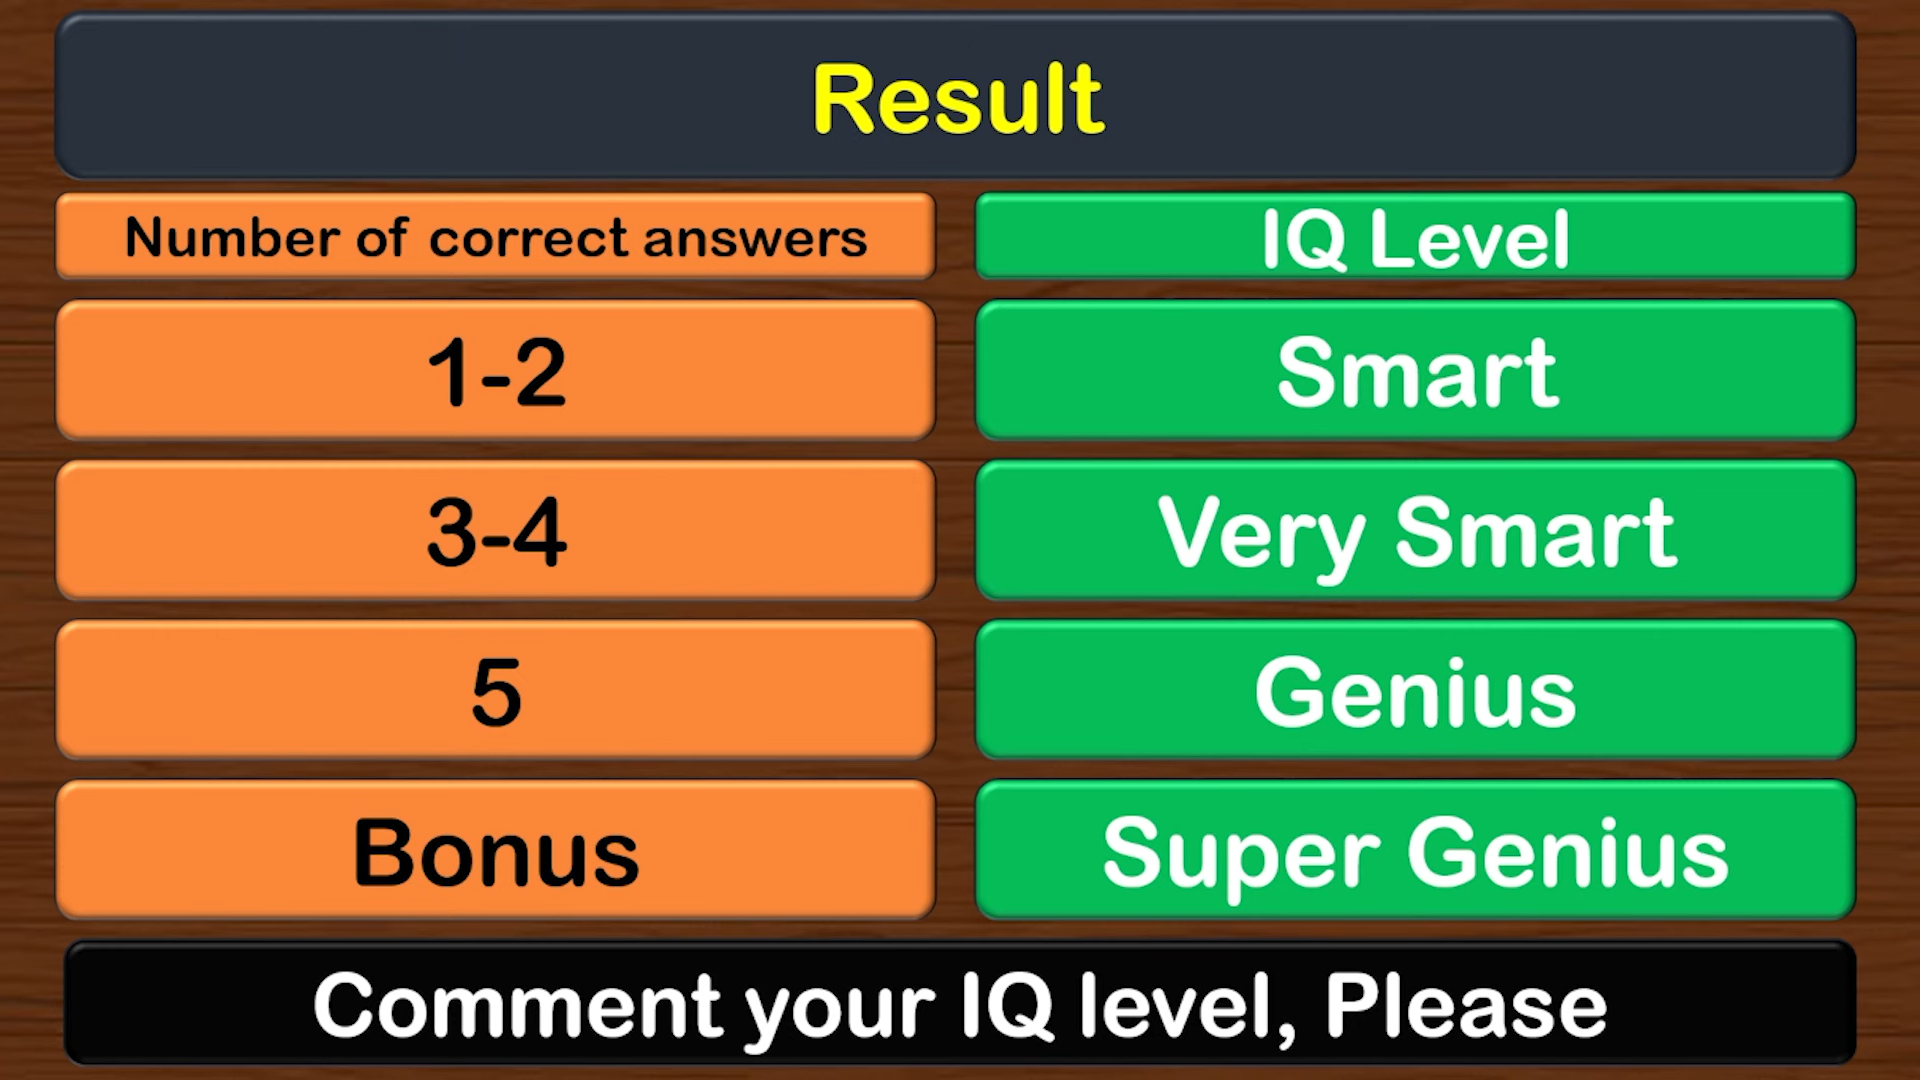 Result
Number of correct answers
IQ Level
1-2
Smart
3-4
Very Smart
5
Genius
Bonus
Super Genius
Comment your IQ level, Please